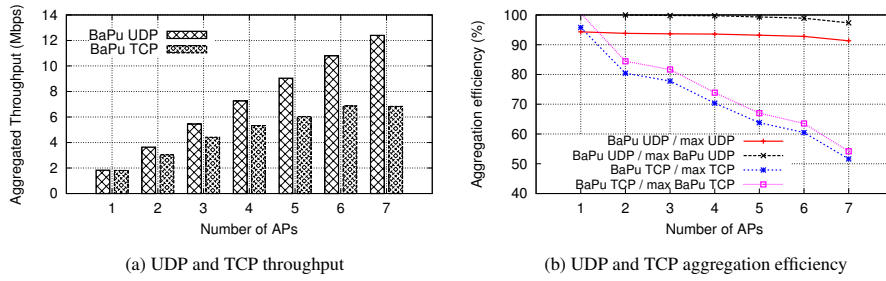 14
12
10
8
6
4
2
0
Aggregated Throughput (Mbps)
BaPu UDP
BaPu TCP
1 2 3 4 5 6 7
Number of APs
(a) UDP and TCP throughput
100
90
80
70
60
50
40
Aggregation efficiency (%)
BaPu UDP / max UDP
BaPu UDP / max BaPu UDP
BaPu TCP / max TCP
BaPu TCP / max BaPu TCP
1 2 3 4 5 6 7
Number of APs
(b) UDP and TCP aggregation efficiency